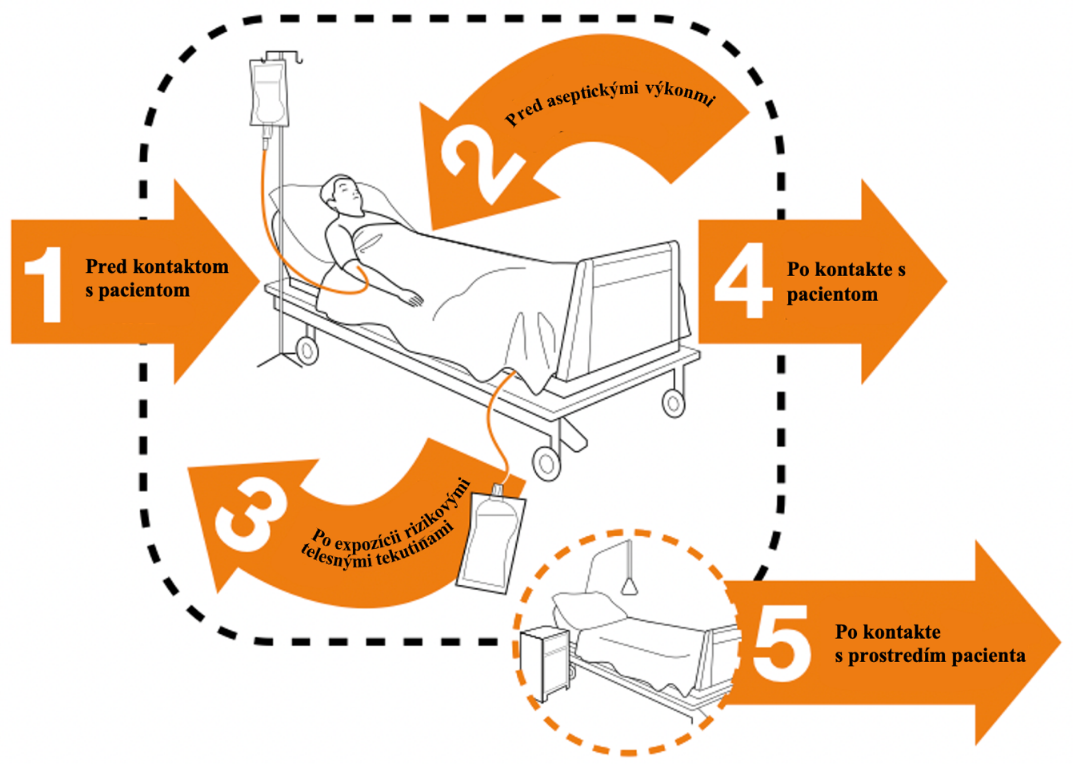 1
Pred kontaktom
s pacientom
2
Pred aseptickými výkonmi
3
Po expozícii rizikovými
telesnými tekutinami
4
Po kontakte s
pacientom
5
Po kontakte
s prostredím pacienta